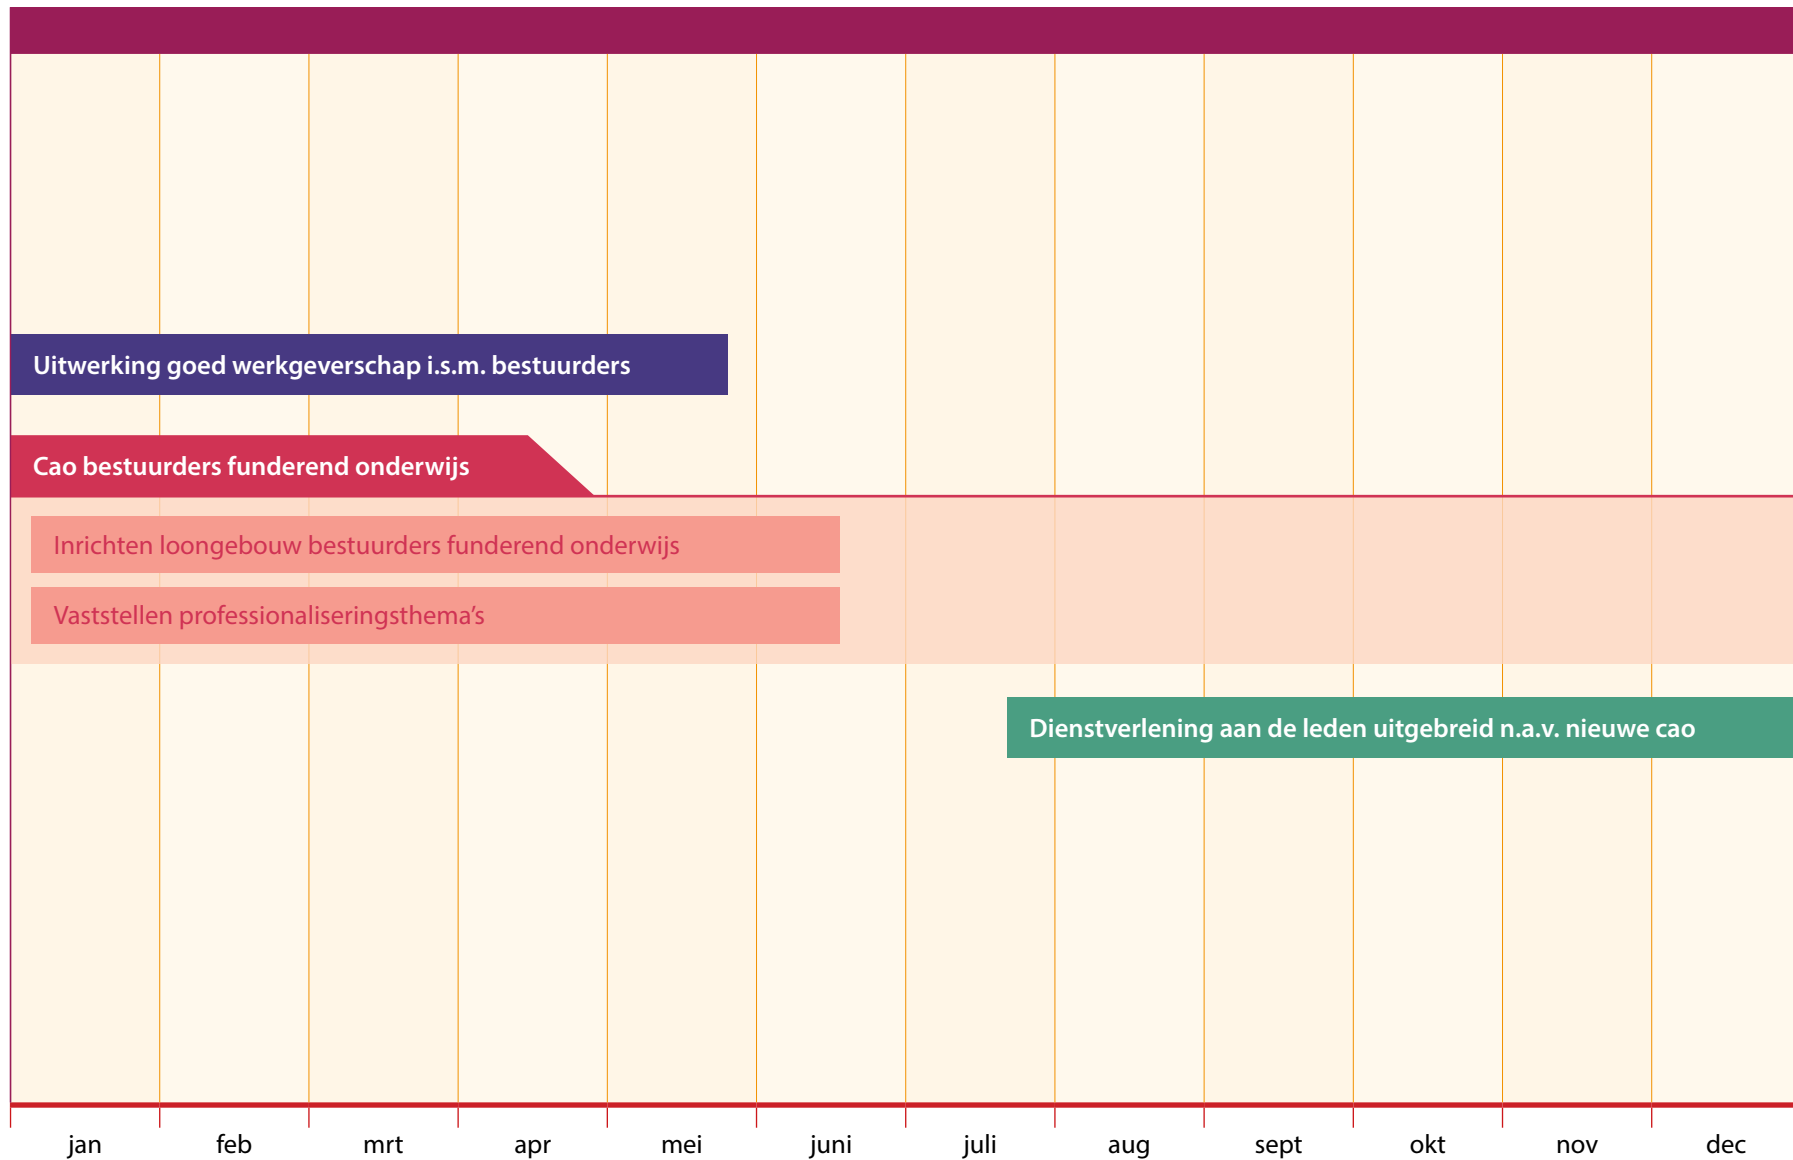 Uitwerking goed werkgeverschap i.s.m. bestuurders
Cao bestuurders funderend onderwijs
Inrichten loongebouw bestuurders funderend onderwijs
Vaststellen professionaliseringsthema’s
Dienstverlening aan de leden uitgebreid n.a.v. nieuwe cao
jan feb mrt apr mei juni juli aug sept okt nov dec